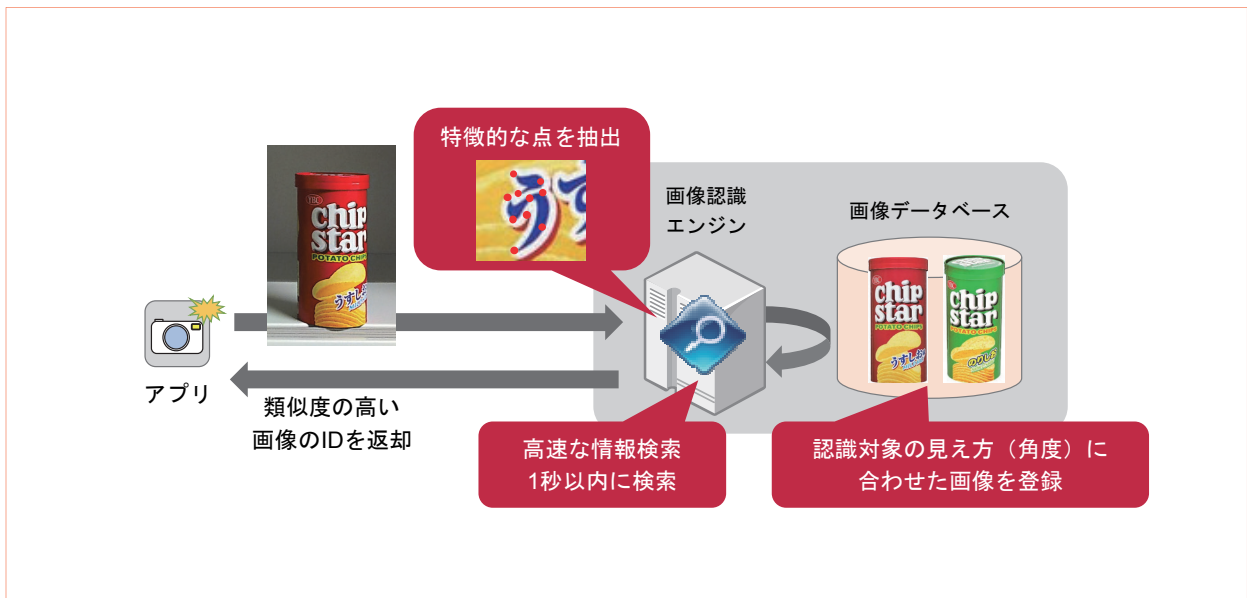 特徴的な点を抽出
うす
画像認識
エンジン
画像データベース
YBC
chip
star
POTATO CHIPS
うすしお
chip
star
POTATO CHIPS
うすしお
chip
star
POTATO CHIPS
のりしお
アプリ
類似度の高い
画像のIDを返却
高速な情報検索
1秒以内に検索
認識対象の見え方（角度）に
合わせた画像を登録